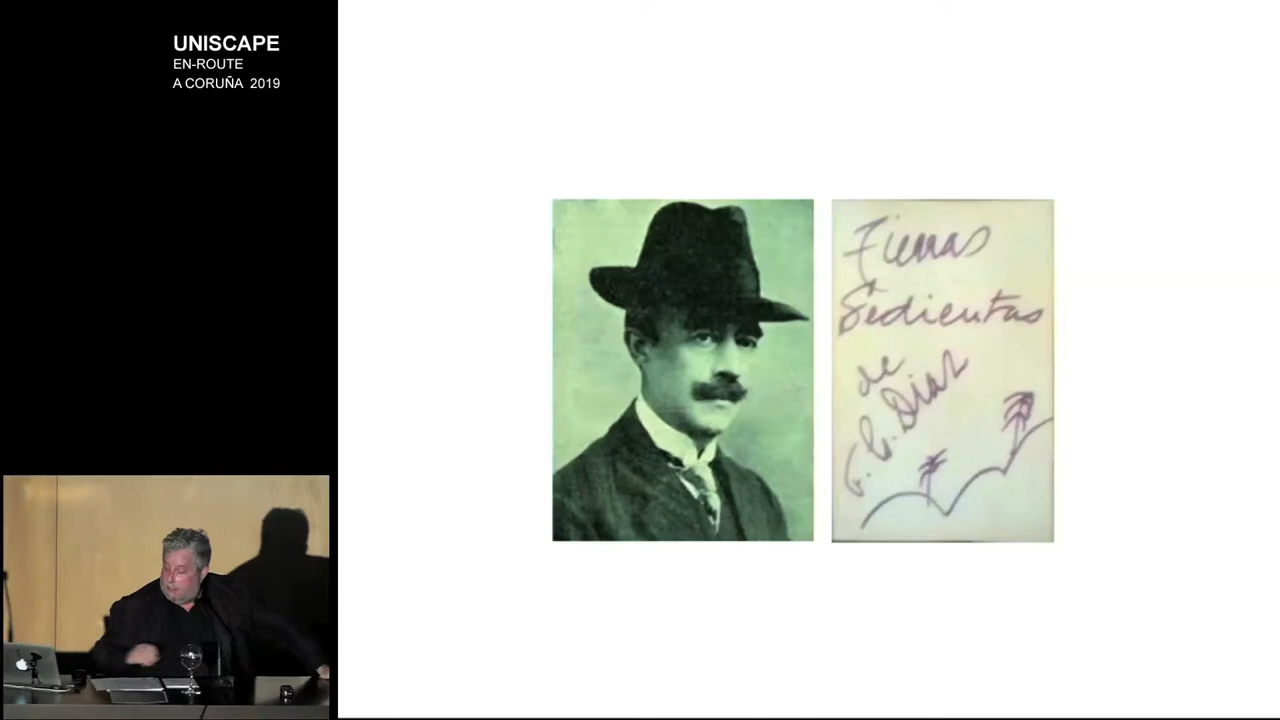 UNISCAPE
EN-ROUTE
A CORUÑA 2019
Tierras
Sedientas
de
F. G. Díaz